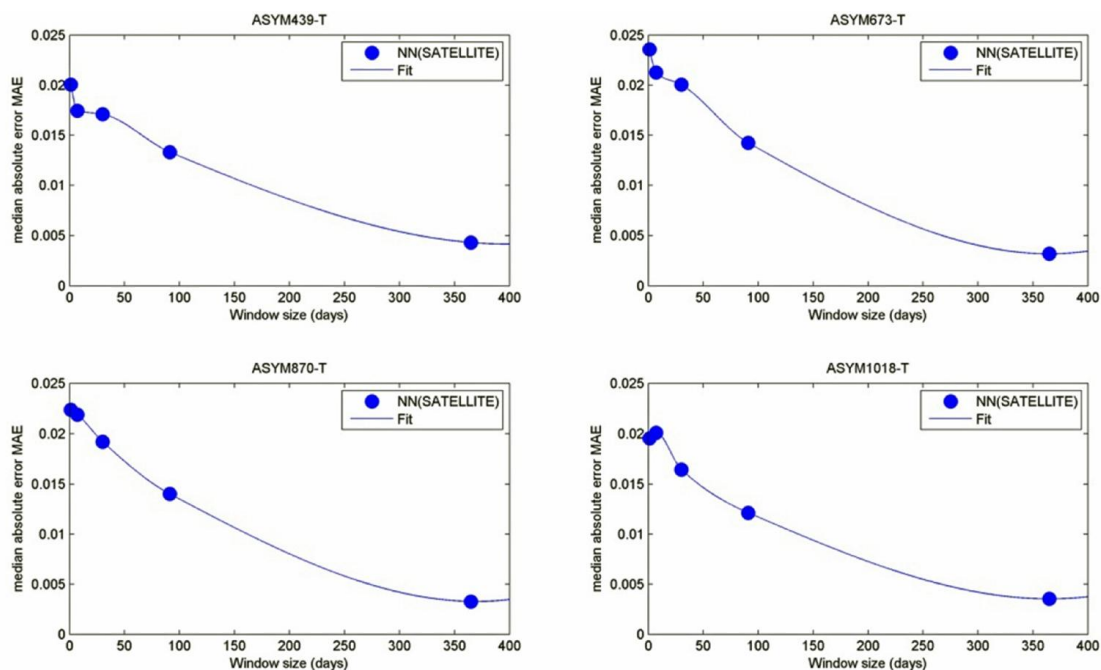 ASYM439-T
0.025
0.02
0.015
0.01
0.005
0
median absolute error MAE
NN(SATELLITE)
Fit
0 50 100 150 200 250 300 350 400
Window size (days)
ASYM673-T
0.025
0.02
0.015
0.01
0.005
0
median absolute error MAE
NN(SATELLITE)
Fit
0 50 100 150 200 250 300 350 400
Window size (days)
ASYM870-T
0.025
0.02
0.015
0.01
0.005
0
median absolute error MAE
NN(SATELLITE)
Fit
0 50 100 150 200 250 300 350 400
Window size (days)
ASYM1018-T
0.025
0.02
0.015
0.01
0.005
0
median absolute error MAE
NN(SATELLITE)
Fit
0 50 100 150 200 250 300 350 400
Window size (days)